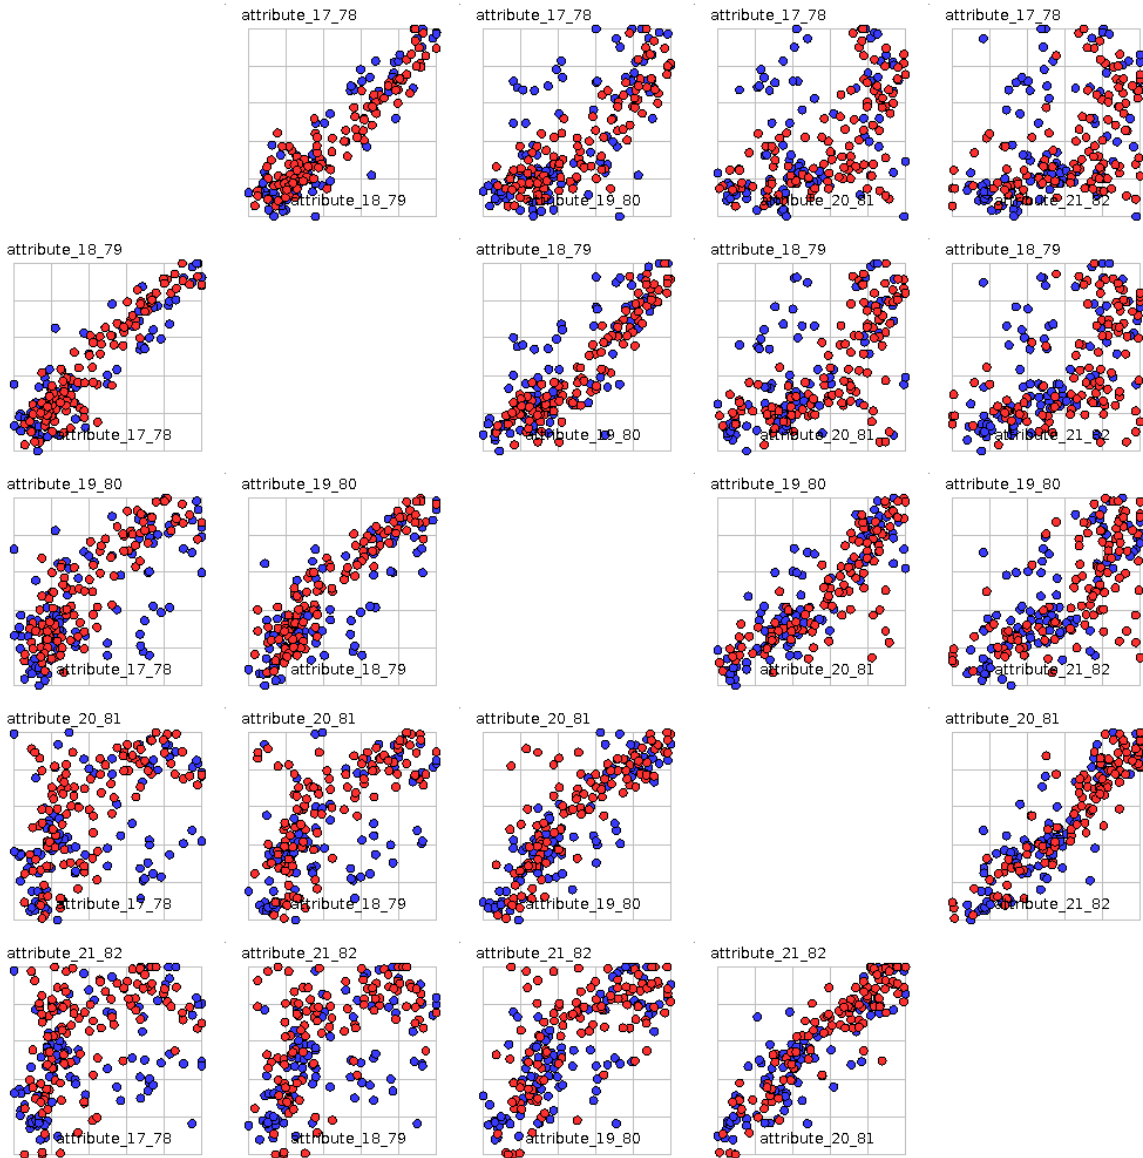 attribute_17_78 attribute_17_78 attribute_17_78 attribute_17_78
attribute_18_79 attribute_19_80 attribute_20_81 attribute_21_82
attribute_18_79 attribute_18_79 attribute_18_79 attribute_18_79
attribute_17_78 attribute_19_80 attribute_20_81 attribute_21_82
attribute_19_80 attribute_19_80 attribute_19_80 attribute_19_80
attribute_17_78 attribute_18_79 attribute_20_81 attribute_21_82
attribute_20_81 attribute_20_81 attribute_20_81 attribute_20_81
attribute_17_78 attribute_18_79 attribute_19_80 attribute_21_82
attribute_21_82 attribute_21_82 attribute_21_82 attribute_21_82
attribute_17_78 attribute_18_79 attribute_19_80 attribute_20_81